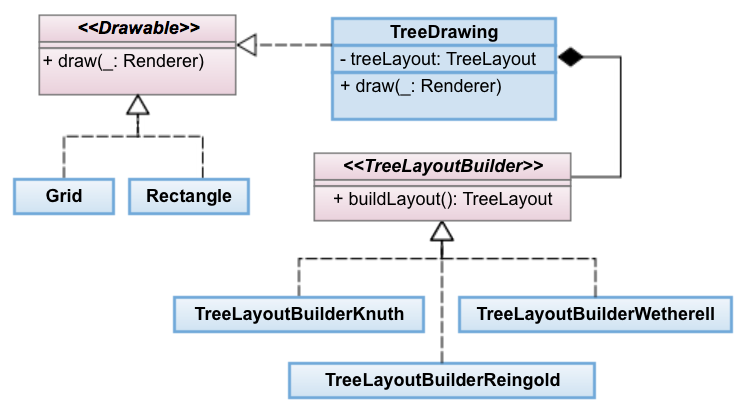 <<Drawable>>
+ draw(_: Renderer)
TreeDrawing
- treeLayout: TreeLayout
+ draw(_: Renderer)
Grid
Rectangle
<<TreeLayoutBuilder>>
+ buildLayout(): TreeLayout
TreeLayoutBuilderKnuth
TreeLayoutBuilderWetherell
TreeLayoutBuilderReingold